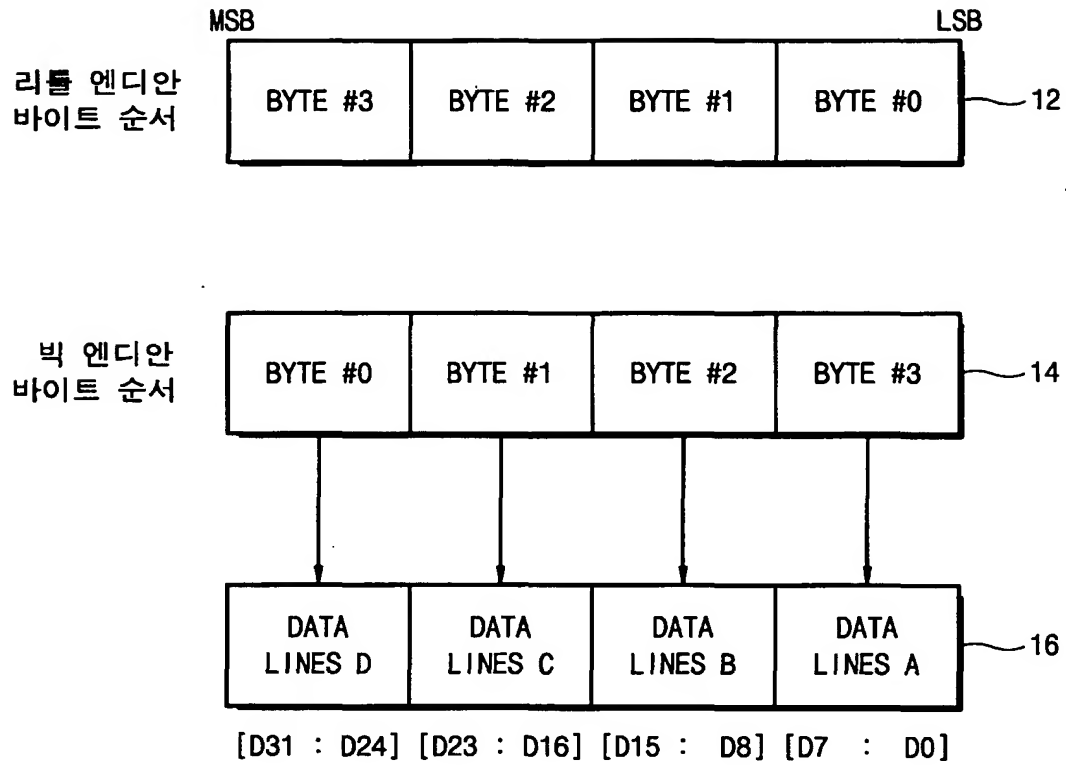 MSB LSB
리틀 엔디안
바이트 순서
BYTE #3 BYTE #2 BYTE #1 BYTE #0 12
빅 엔디안
바이트 순서
BYTE #0 BYTE #1 BYTE #2 BYTE #3 14
DATA LINES D DATA LINES C DATA LINES B DATA LINES A 16
[D31 : D24] [D23 : D16] [D15 : D8] [D7 : D0]